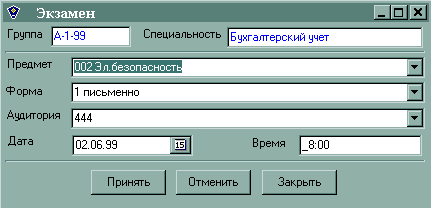 Экзамен
Группа А-1-99 Специальность Бухгалтерский учет
Предмет 002 Эл.безопасность
Форма 1 письменно
Аудитория 444
Дата 02.06.99 15 Время _8:00
Принять Отменить Закрыть